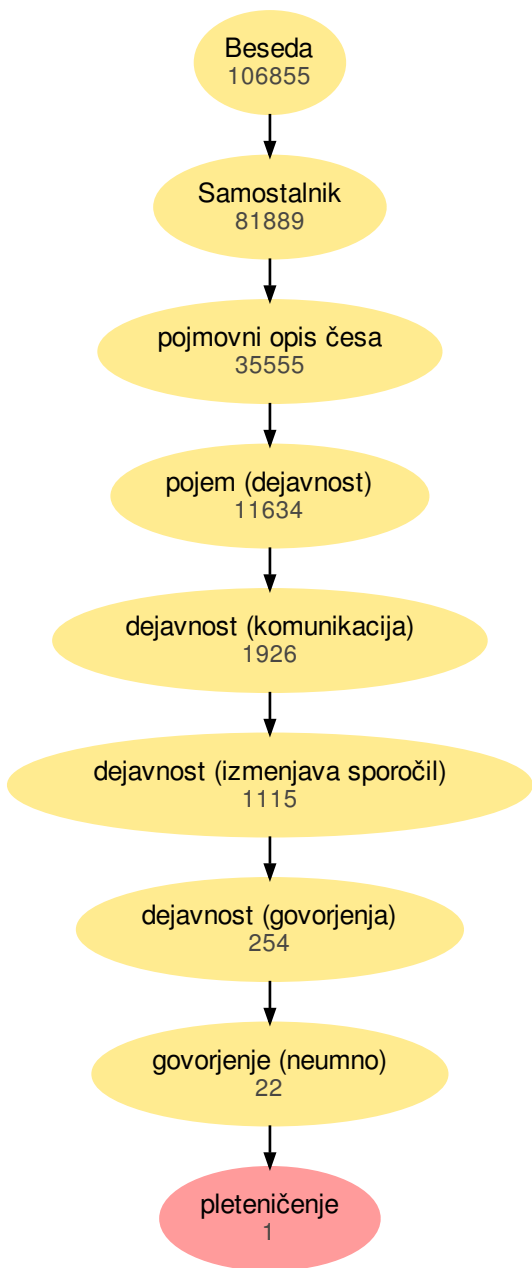 Beseda
106855
Samostalnik
81889
pojmovni opis česa
35555
pojem (dejavnost)
11634
dejavnost (komunikacija)
1926
dejavnost (izmenjava sporočil)
1115
dejavnost (govorjenja)
254
govorjenje (neumno)
22
pleteničenje
1